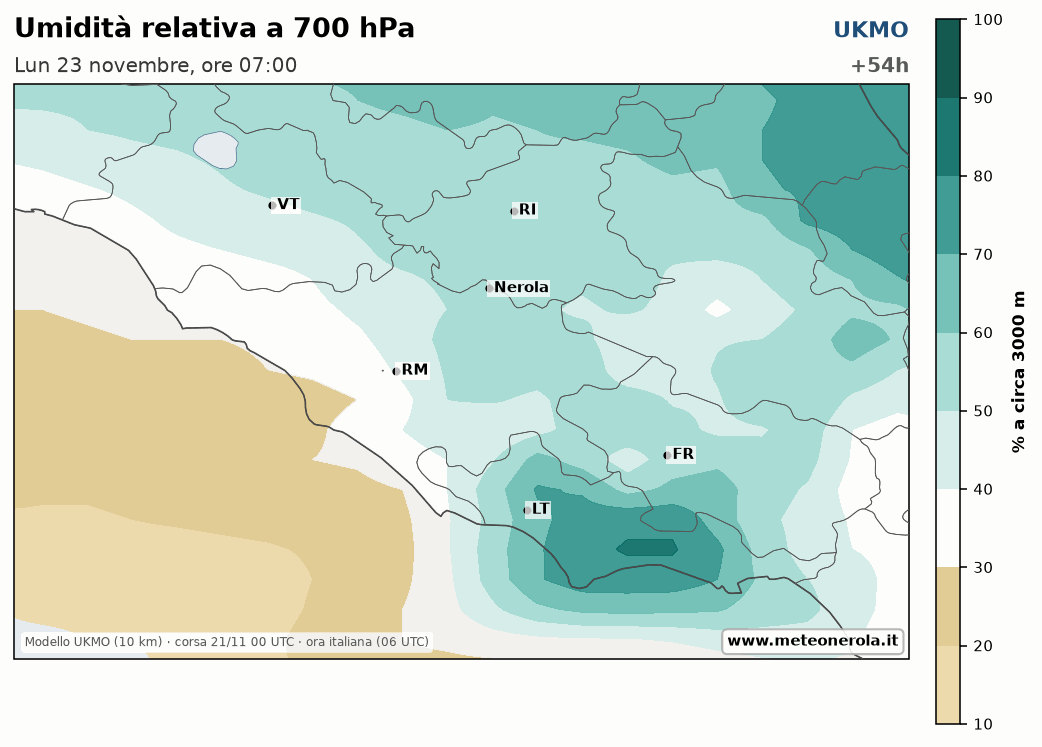 Umidità relativa a 700 hPa
UKMO
Lun 23 novembre, ore 07:00
+54h
100
90
80
70
60
50
40
30
20
10
% a circa 3000 m
VT
RI
Nerola
RM
FR
LT
Modello UKMO (10 km) · corsa 21/11 00 UTC · ora italiana (06 UTC)
www.meteonerola.it